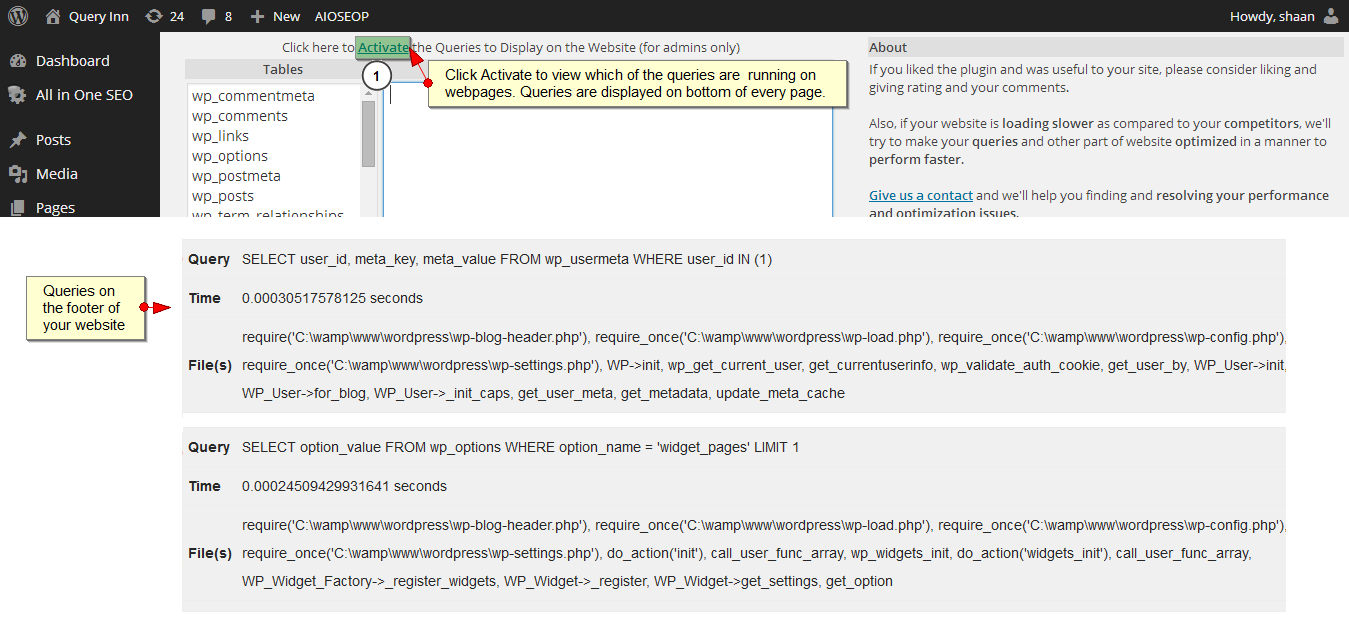 Query Inn 24 8 New AIOSEOP Howdy, shaan
Dashboard
All in One SEO
Posts
Media
Pages
Click here to Activate the Queries to Display on the Website (for admins only)
Tables
1
Click Activate to view which of the queries are running on
webpages. Queries are displayed on bottom of every page.
wp_commentmeta
wp_comments
wp_links
wp_options
wp_postmeta
wp_posts
wp_term_relationships
About
If you liked the plugin and was useful to your site, please consider liking and
giving rating and your comments.
Also, if your website is loading slower as compared to your competitors, we'll
try to make your queries and other part of website optimized in a manner to
perform faster.
Give us a contact and we'll help you finding and resolving your performance
and optimization issues.
Queries on
the footer of
your website
Query SELECT user_id, meta_key, meta_value FROM wp_usermeta WHERE user_id IN (1)
Time 0.00030517578125 seconds
require('C:\wamp\www\wordpress\wp-blog-header.php'), require_once('C:\wamp\www\wordpress\wp-load.php'), require_once('C:\wamp\www\wordpress\wp-config.php'),
File(s) require_once('C:\wamp\www\wordpress\wp-settings.php'), WP->init, wp_get_current_user, get_currentuserinfo, wp_validate_auth_cookie, get_user_by, WP_User->init,
WP_User->for_blog, WP_User->_init_caps, get_user_meta, get_metadata, update_meta_cache
Query SELECT option_value FROM wp_options WHERE option_name = 'widget_pages' LIMIT 1
Time 0.00024509429931641 seconds
require('C:\wamp\www\wordpress\wp-blog-header.php'), require_once('C:\wamp\www\wordpress\wp-load.php'), require_once('C:\wamp\www\wordpress\wp-config.php'),
File(s) require_once('C:\wamp\www\wordpress\wp-settings.php'), do_action('init'), call_user_func_array, wp_widgets_init, do_action('widgets_init'), call_user_func_array,
WP_Widget_Factory->_register_widgets, WP_Widget->_register, WP_Widget->get_settings, get_option